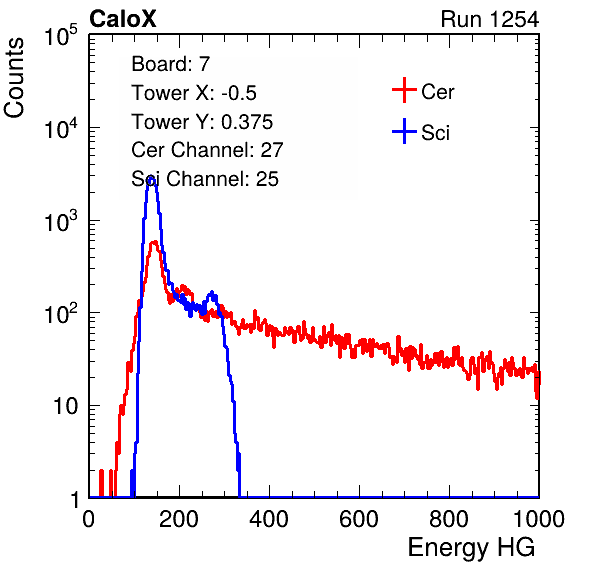 CaloX Run 1254
Board: 7
Tower X: -0.5
Tower Y: 0.375
Cer Channel: 27
Sci Channel: 25
Cer
Sci
Counts
10^5
10^4
10^3
10^2
10
1
0 200 400 600 800 1000
Energy HG